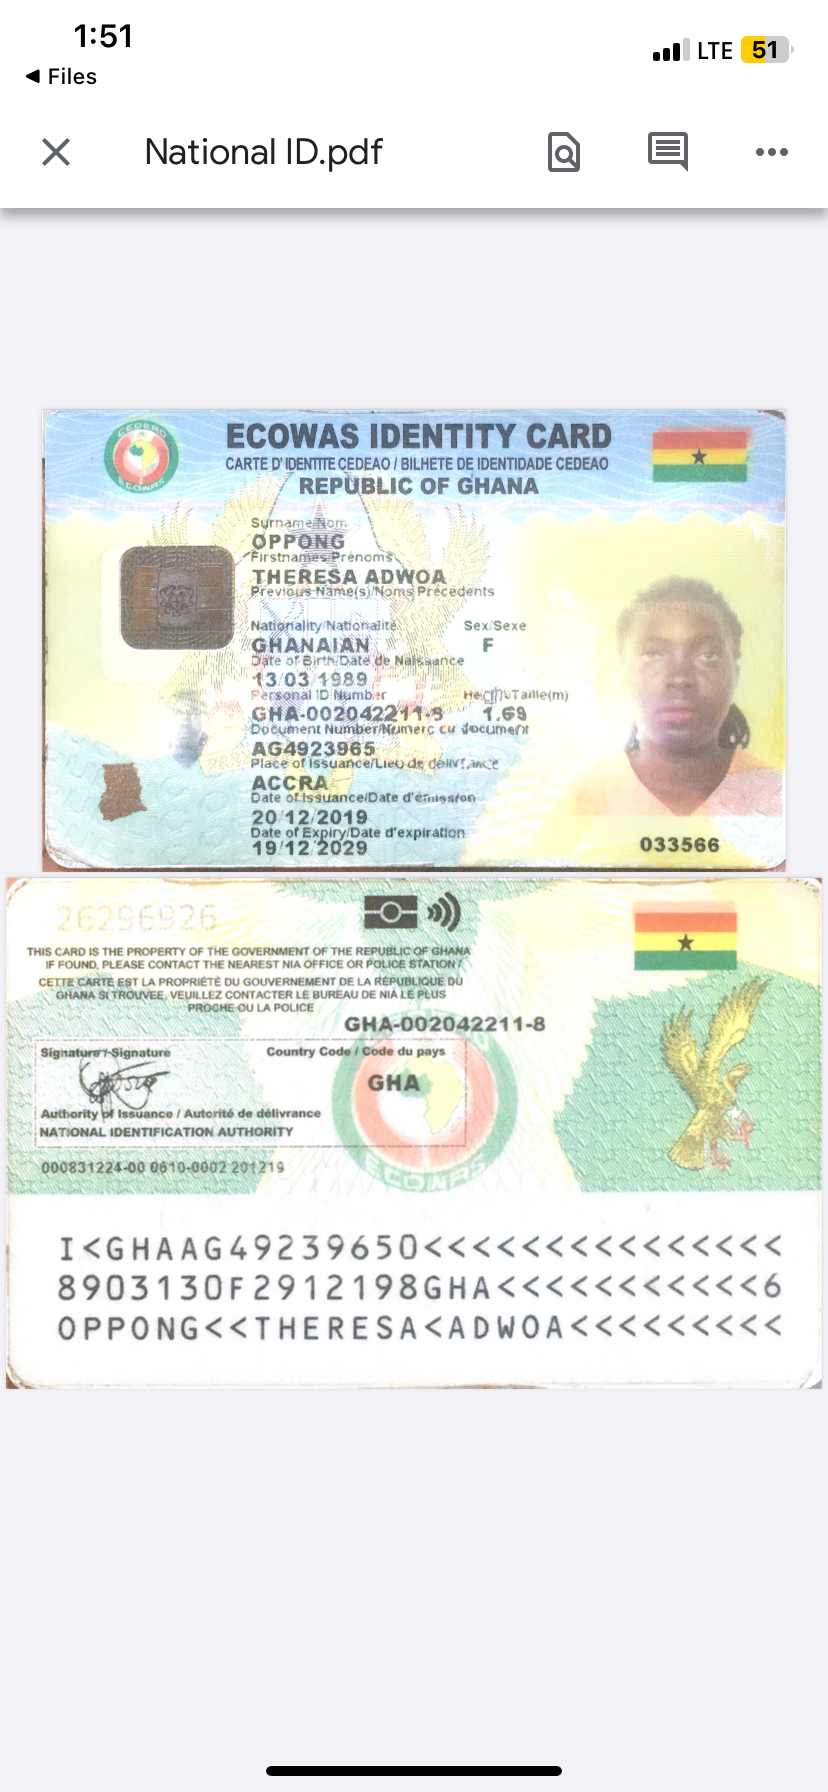 1:51
LTE 51
◀ Files
National ID.pdf
CEDEAO
ECOWAS
ECOWAS IDENTITY CARD
CARTE D'IDENTITE CEDEAO / BILHETE DE IDENTIDADE CEDEAO
REPUBLIC OF GHANA
Surname/Nom
OPPONG
Firstnames/Prénoms
THERESA ADWOA
Previous Name(s)/Noms Précédents
Nationality/Nationalité
Sex/Sexe
GHANAIAN
F
Date of Birth/Date de Naissance
13/03/1989
Personal ID Number
Height/Taille(m)
GHA-002042211-8
1.69
Document Number/Numero du document
AG4923965
Place of Issuance/Lieu de délivrance
ACCRA
Date of Issuance/Date d'émission
20/12/2019
Date of Expiry/Date d'expiration
19/12/2029
033566
26296926
THIS CARD IS THE PROPERTY OF THE GOVERNMENT OF THE REPUBLIC OF GHANA
IF FOUND, PLEASE CONTACT THE NEAREST NIA OFFICE OR POLICE STATION /
CETTE CARTE EST LA PROPRIÉTÉ DU GOUVERNEMENT DE LA RÉPUBLIQUE DU
GHANA SI TROUVEE, VEUILLEZ CONTACTER LE BUREAU DE NIA LE PLUS
PROCHE OU LA POLICE
GHA-002042211-8
Signature / Signature
Country Code / Code du pays
GHA
Authority of Issuance / Autorité de délivrance
NATIONAL IDENTIFICATION AUTHORITY
000831224-00 0610-0002 201219
ECOWAS
I<GHAAG49239650<<<<<<<<<<<<<<<
8903130F2912198GHA<<<<<<<<<<<6
OPPONG<<THERESA<ADWOA<<<<<<<<<